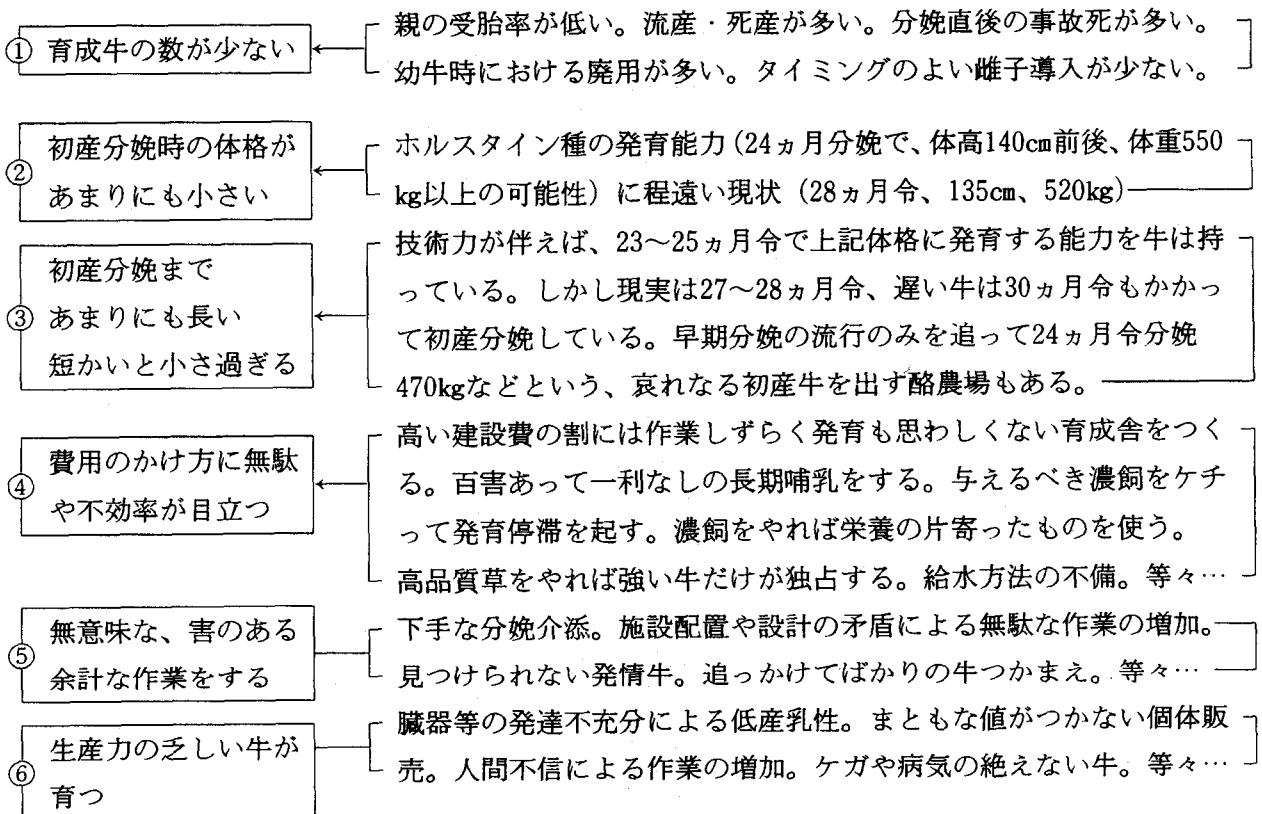 ① 育成牛の数が少ない
親の受胎率が低い。流産・死産が多い。分娩直後の事故死が多い。
幼牛時における廃用が多い。タイミングのよい雌子導入が少ない。
② 初産分娩時の体格が
あまりにも小さい
ホルスタイン種の発育能力(24ヵ月分娩で、体高140cm前後、体重550
kg以上の可能性)に程遠い現状(28ヵ月令、135cm、520kg)
③ 初産分娩まで
あまりにも長い
短かいと小さ過ぎる
技術力が伴えば、23〜25ヵ月令で上記体格に発育する能力を牛は持
っている。しかし現実は27〜28ヵ月令、遅い牛は30ヵ月令もかかっ
て初産分娩している。早期分娩の流行のみを追って24ヵ月令分娩
470kgなどという、哀れなる初産牛を出す酪農場もある。
④ 費用のかけ方に無駄
や不効率が目立つ
高い建設費の割には作業しずらく発育も思わしくない育成舎をつく
る。百害あって一利なしの長期哺乳をする。与えるべき濃飼をケチ
って発育停滞を起す。濃飼をやれば栄養の片寄ったものを使う。
高品質草をやれば強い牛だけが独占する。給水方法の不備。等々…
⑤ 無意味な、害のある
余計な作業をする
下手な分娩介添。施設配置や設計の矛盾による無駄な作業の増加。
見つけられない発情牛。追っかけてばかりの牛つかまえ。等々…
⑥ 生産力の乏しい牛が
育つ
臓器等の発達不充分による低産乳性。まともな値がつかない個体販
売。人間不信による作業の増加。ケガや病気の絶えない牛。等々…